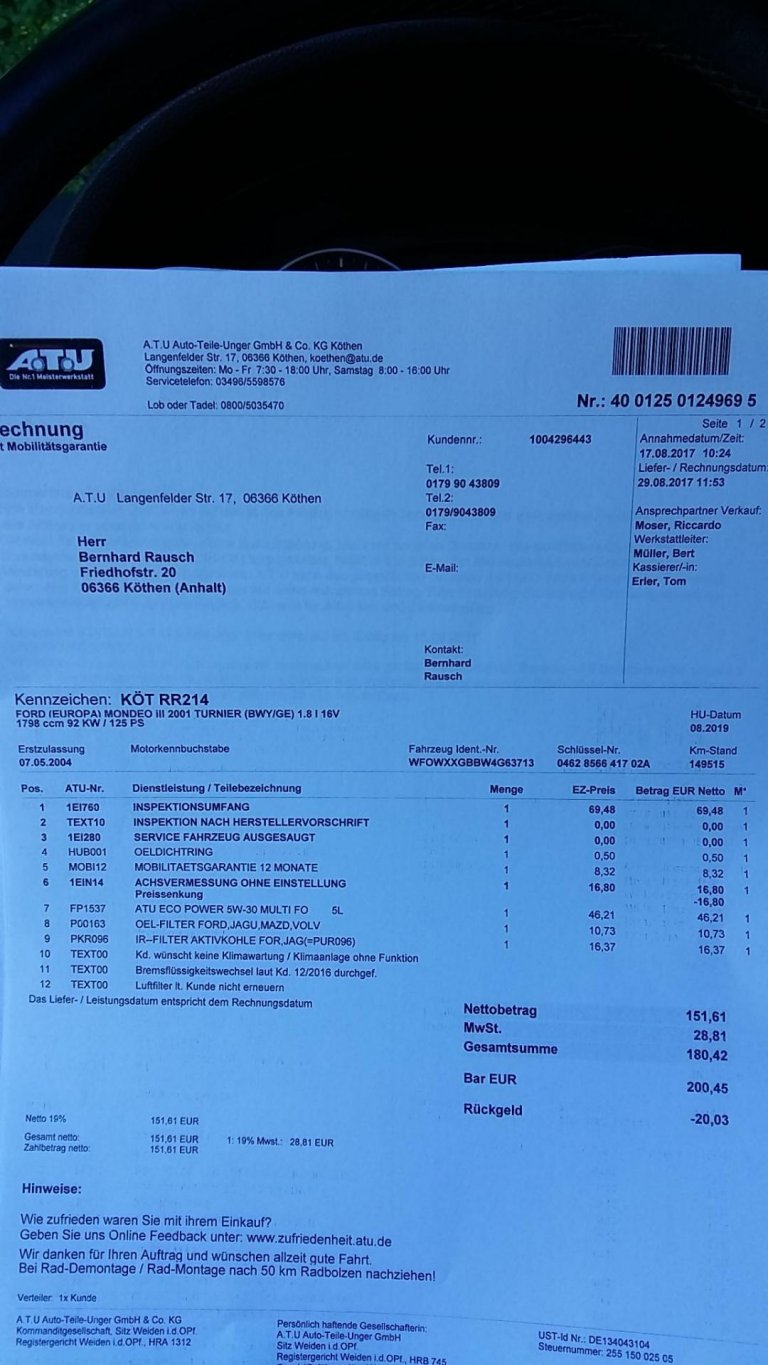 ATU
Die Nr.1 Meisterwerkstatt
A.T.U Auto-Teile-Unger GmbH & Co. KG Köthen
Langenfelder Str. 17, 06366 Köthen, koethen@atu.de
Öffnungszeiten: Mo - Fr 7:30 - 18:00 Uhr, Samstag 8:00 - 16:00 Uhr
Servicetelefon: 03496/5598576
Lob oder Tadel: 0800/5035470
Nr.: 40 0125 0124969 5
Seite 1 / 2
echnung
t Mobilitätsgarantie
Kundennr.: 1004296443
Annahmedatum/Zeit:
17.08.2017 10:24
Liefer- / Rechnungsdatum:
29.08.2017 11:53
Tel.1:
0179 90 43809
Tel.2:
0179/9043809
Fax:
E-Mail:
Ansprechpartner Verkauf:
Moser, Riccardo
Werkstattleiter:
Müller, Bert
Kassierer/-in:
Erler, Tom
A.T.U Langenfelder Str. 17, 06366 Köthen
Herr
Bernhard Rausch
Friedhofstr. 20
06366 Köthen (Anhalt)
Kontakt:
Bernhard
Rausch
Kennzeichen: KÖT RR214
FORD (EUROPA) MONDEO III 2001 TURNIER (BWY/GE) 1.8 l 16V
1798 ccm 92 KW / 125 PS
HU-Datum
08.2019
Erstzulassung Motorkennbuchstabe Fahrzeug Ident.-Nr. Schlüssel-Nr. Km-Stand
07.05.2004 WFOWXXGBBW4G63713 0462 8566 417 02A 149515
Pos. ATU-Nr. Dienstleistung / Teilebezeichnung Menge EZ-Preis Betrag EUR Netto M*
1 1EI760 INSPEKTIONSUMFANG 1 69,48 69,48 1
2 TEXT10 INSPEKTION NACH HERSTELLERVORSCHRIFT 1 0,00 0,00 1
3 1EI280 SERVICE FAHRZEUG AUSGESAUGT 1 0,00 0,00 1
4 HUB001 OELDICHTRING 1 0,50 0,50 1
5 MOBI12 MOBILITAETSGARANTIE 12 MONATE 1 8,32 8,32 1
6 1EIN14 ACHSVERMESSUNG OHNE EINSTELLUNG 1 16,80 16,80 1
Preissenkung -16,80
7 FP1537 ATU ECO POWER 5W-30 MULTI FO 5L 1 46,21 46,21 1
8 P00163 OEL-FILTER FORD,JAGU,MAZD,VOLV 1 10,73 10,73 1
9 PKR096 IR--FILTER AKTIVKOHLE FOR,JAG(=PUR096) 1 16,37 16,37 1
10 TEXT00 Kd. wünscht keine Klimawartung / Klimaanlage ohne Funktion
11 TEXT00 Bremsflüssigkeitswechsel laut Kd. 12/2016 durchgef.
12 TEXT00 Luftfilter lt. Kunde nicht erneuern
Das Liefer- / Leistungsdatum entspricht dem Rechnungsdatum
Nettobetrag 151,61
MwSt. 28,81
Gesamtsumme 180,42
Bar EUR 200,45
Rückgeld -20,03
Netto 19% 151,61 EUR
Gesamt netto: 151,61 EUR 1: 19% Mwst.: 28,81 EUR
Zahlbetrag netto: 151,61 EUR
Hinweise:
Wie zufrieden waren Sie mit ihrem Einkauf?
Geben Sie uns Online Feedback unter: www.zufriedenheit.atu.de
Wir danken für Ihren Auftrag und wünschen allzeit gute Fahrt.
Bei Rad-Demontage / Rad-Montage nach 50 km Radbolzen nachziehen!
Verteiler: 1x Kunde
A.T.U Auto-Teile-Unger GmbH & Co. KG
Kommanditgesellschaft, Sitz Weiden i.d.OPf.
Registergericht Weiden i.d.OPf., HRA 1312
Persönlich haftende Gesellschafterin:
A.T.U Auto-Teile-Unger GmbH
Sitz Weiden i.d.OPf.
Registergericht Weiden i.d.OPf., HRB 745
UST-Id Nr.: DE134043104
Steuernummer: 255 150 025 05